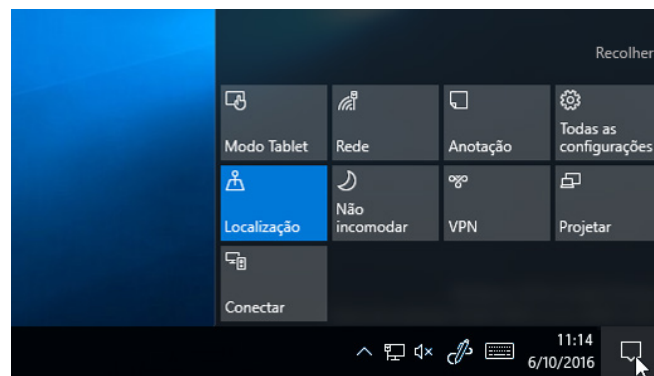 Recolher
Modo Tablet
Rede
Anotação
Todas as
configurações
Localização
Não
incomodar
VPN
Projetar
Conectar
11:14
6/10/2016